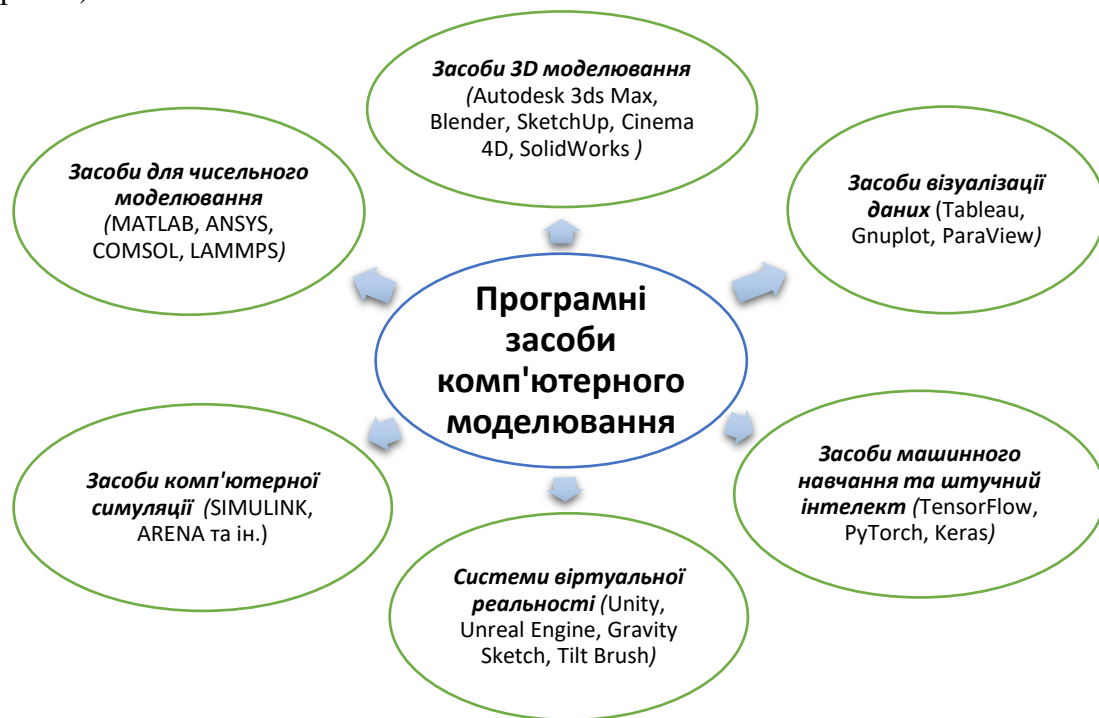 Засоби 3D моделювання
(Autodesk 3ds Max,
Blender, SketchUp, Cinema
4D, SolidWorks )
Засоби для чисельного
моделювання
(MATLAB, ANSYS,
COMSOL, LAMMPS)
Засоби візуалізації
даних (Tableau,
Gnuplot, ParaView)
Програмні
засоби
комп'ютерного
моделювання
Засоби комп'ютерної
симуляції (SIMULINK,
ARENA та ін.)
Засоби машинного
навчання та штучний
інтелект (TensorFlow,
PyTorch, Keras)
Системи віртуальної
реальності (Unity,
Unreal Engine, Gravity
Sketch, Tilt Brush)